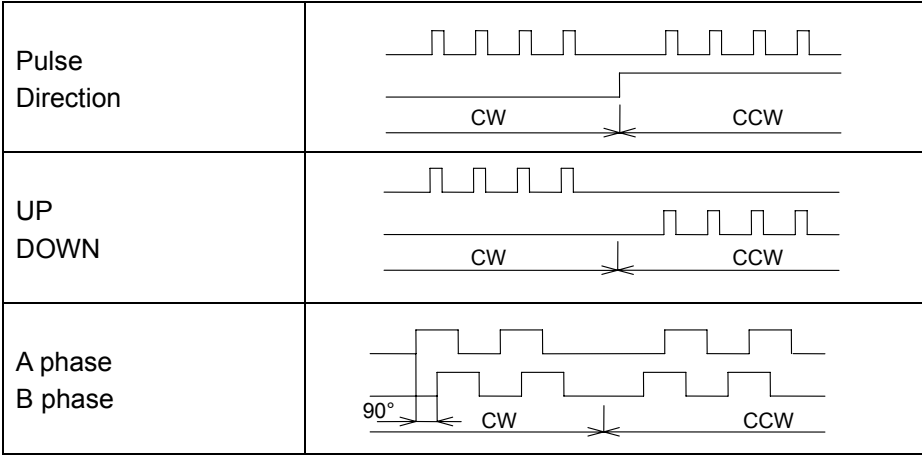 Pulse
Direction
CW CCW
UP
DOWN
CW CCW
A phase
B phase
90° CW CCW